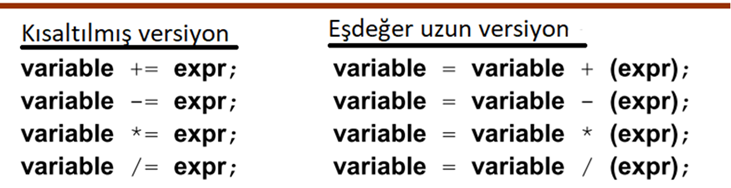 Kısaltılmış versiyon Eşdeğer uzun versiyon
variable += expr; variable = variable + (expr);
variable -= expr; variable = variable - (expr);
variable *= expr; variable = variable * (expr);
variable /= expr; variable = variable / (expr);